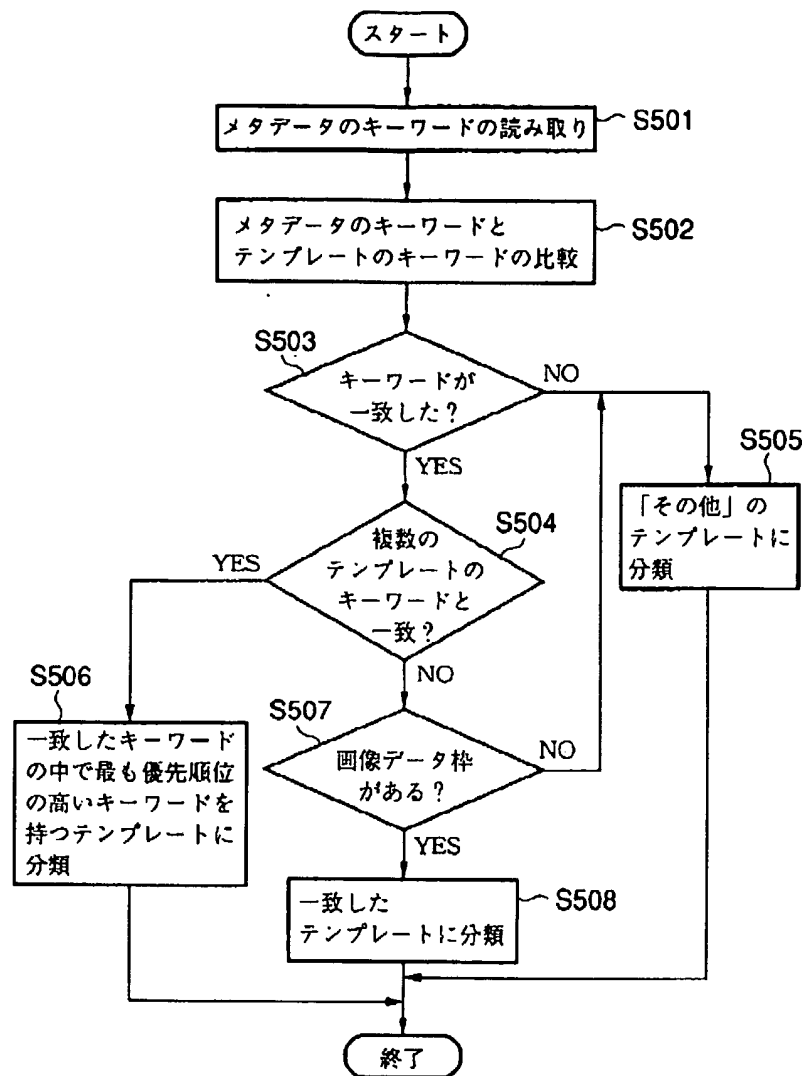 スタート
メタデータのキーワードの読み取り
S501
メタデータのキーワードと
テンプレートのキーワードの比較
S502
S503
キーワードが
一致した?
NO
YES
S505
「その他」の
テンプレートに
分類
S504
複数の
テンプレートの
キーワードと
一致?
YES
NO
S506
一致したキーワード
の中で最も優先順位
の高いキーワードを
持つテンプレートに
分類
S507
画像データ枠
がある?
NO
YES
一致した
テンプレートに分類
S508
終了